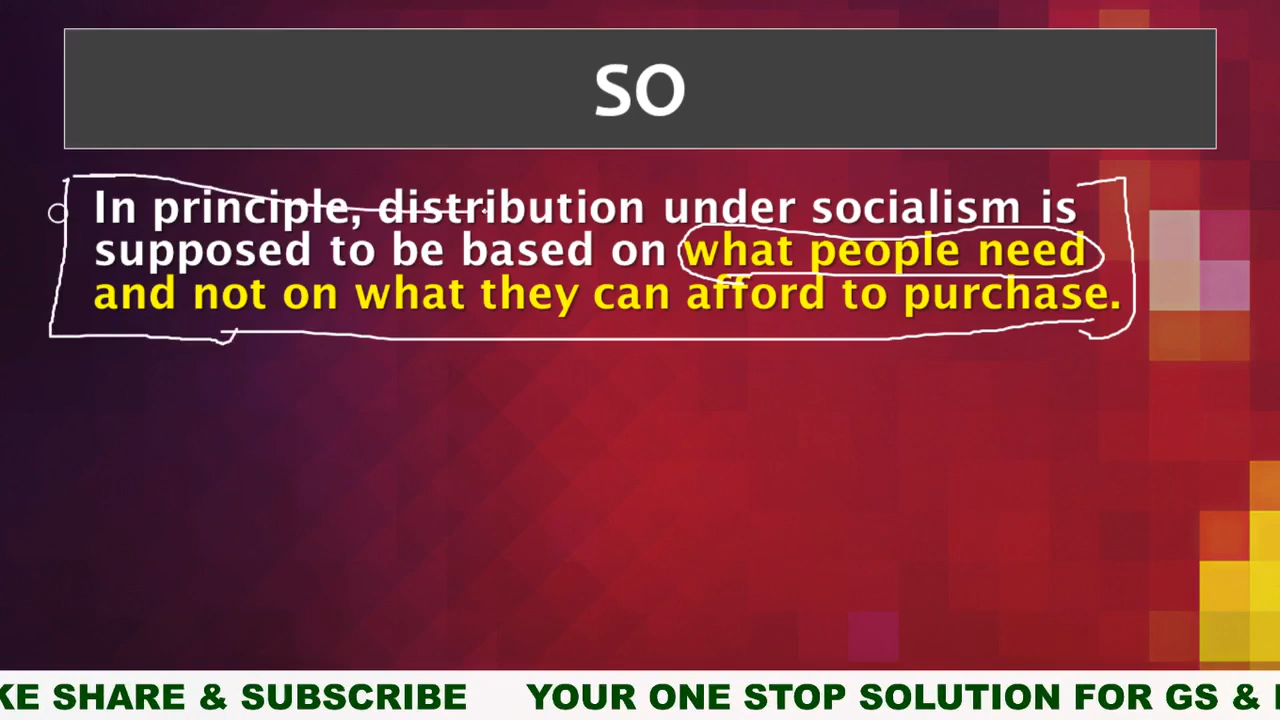 SO
In principle, distribution under socialism is
supposed to be based on what people need
and not on what they can afford to purchase.
KE SHARE & SUBSCRIBE YOUR ONE STOP SOLUTION FOR GS &